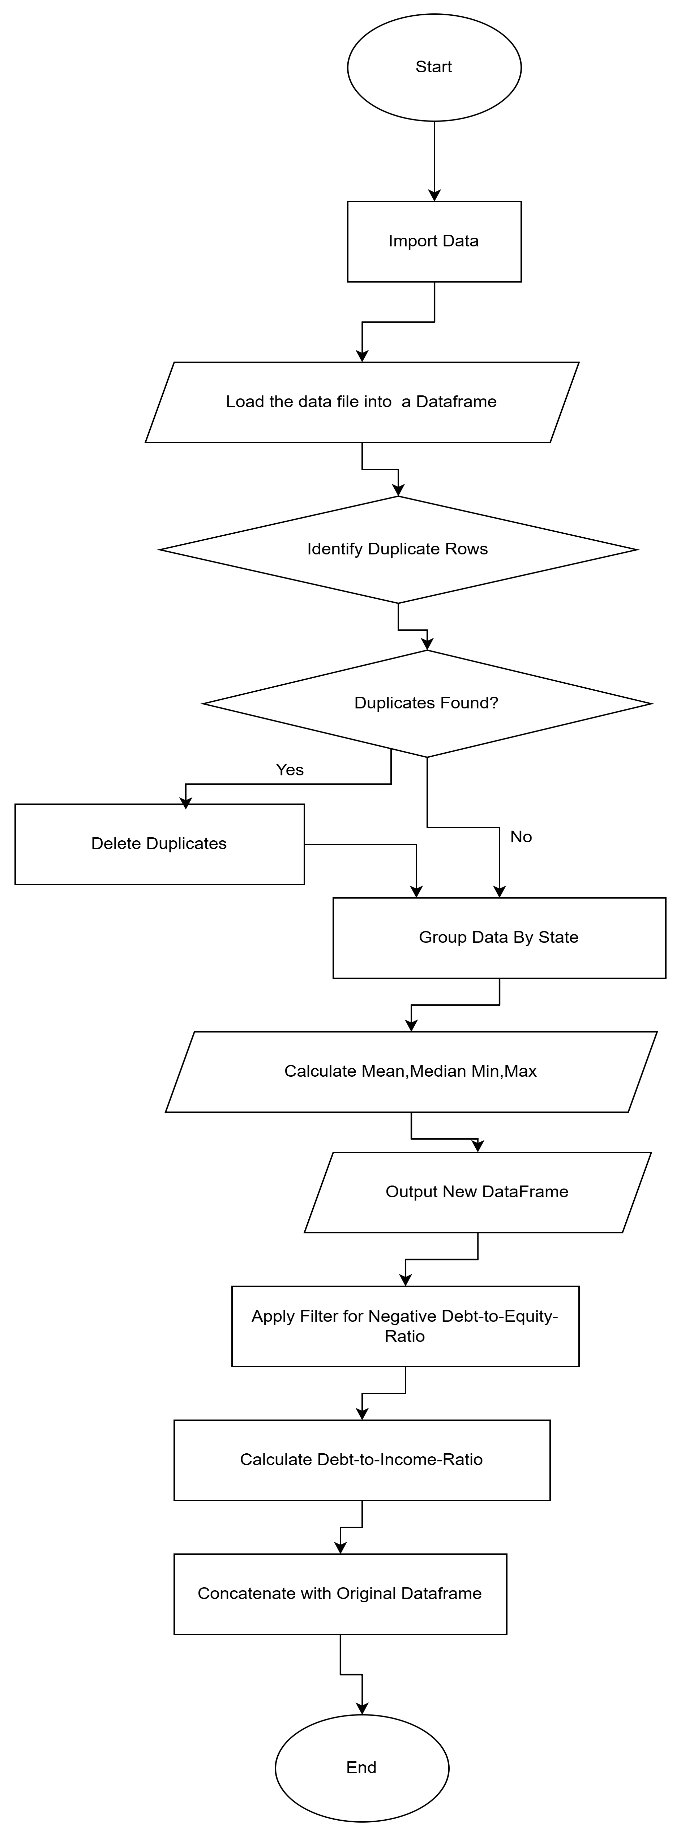 Start
Import Data
Load the data file into  a Dataframe
Identify Duplicate Rows
Duplicates Found?
Yes
Delete Duplicates
No
Group Data By State
Calculate Mean,Median Min,Max
Output New DataFrame
Apply Filter for Negative Debt-to-Equity-
Ratio
Calculate Debt-to-Income-Ratio
Concatenate with Original Dataframe
End